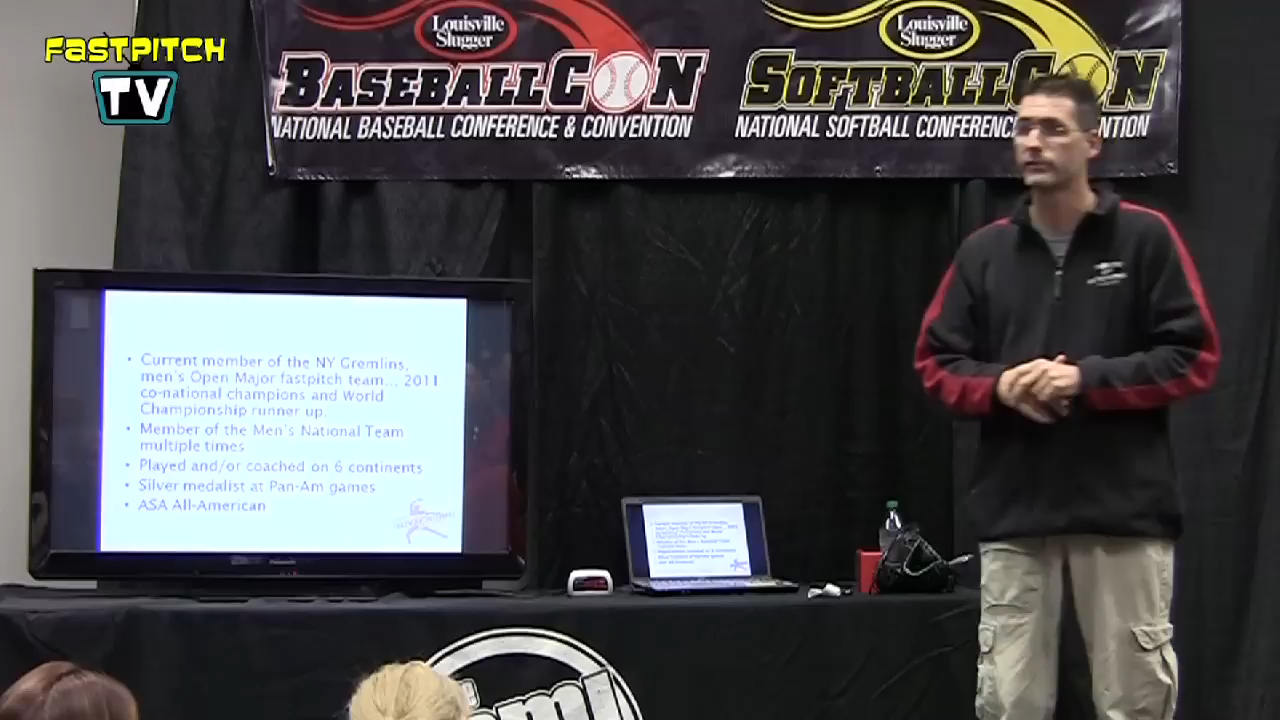 FASTPITCH
TV
Louisville
Slugger
BASEBALLCON
NATIONAL BASEBALL CONFERENCE & CONVENTION
Louisville
Slugger
SOFTBALLCON
NATIONAL SOFTBALL
• Current member of the NY Gremlins,
men's Open Major fastpitch team... 2011
co-national champions and World
Championship runner up.
• Member of the Men's National Team
multiple times
• Played and/or coached on 6 continents
• Silver medalist at Pan-Am games
• ASA All-American
Panasonic